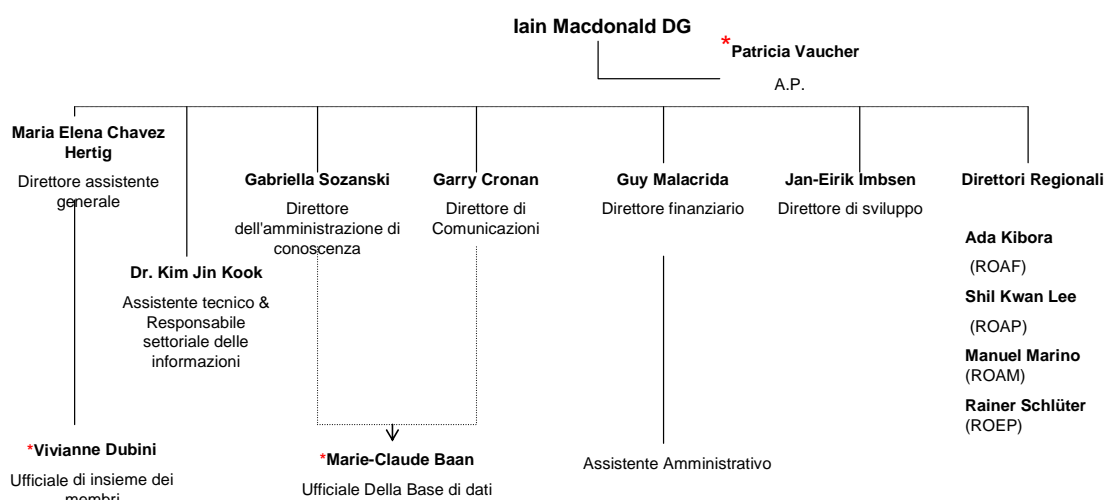 Iain Macdonald DG
*Patricia Vaucher
A.P.
Maria Elena Chavez
Hertig
Direttore assistente
generale
Dr. Kim Jin Kook
Assistente tecnico &
Responsabile
settoriale delle
informazioni
Gabriella Sozanski
Direttore
dell'amministrazione di
conoscenza
Garry Cronan
Direttore di
Comunicazioni
Guy Malacrida
Direttore finanziario
Jan-Eirik Imbsen
Direttore di sviluppo
Direttori Regionali
Ada Kibora
(ROAF)
Shil Kwan Lee
(ROAP)
Manuel Marino
(ROAM)
Rainer Schlüter
(ROEP)
*Vivianne Dubini
Ufficiale di insieme dei
membri
*Marie-Claude Baan
Ufficiale Della Base di dati
Assistente Amministrativo